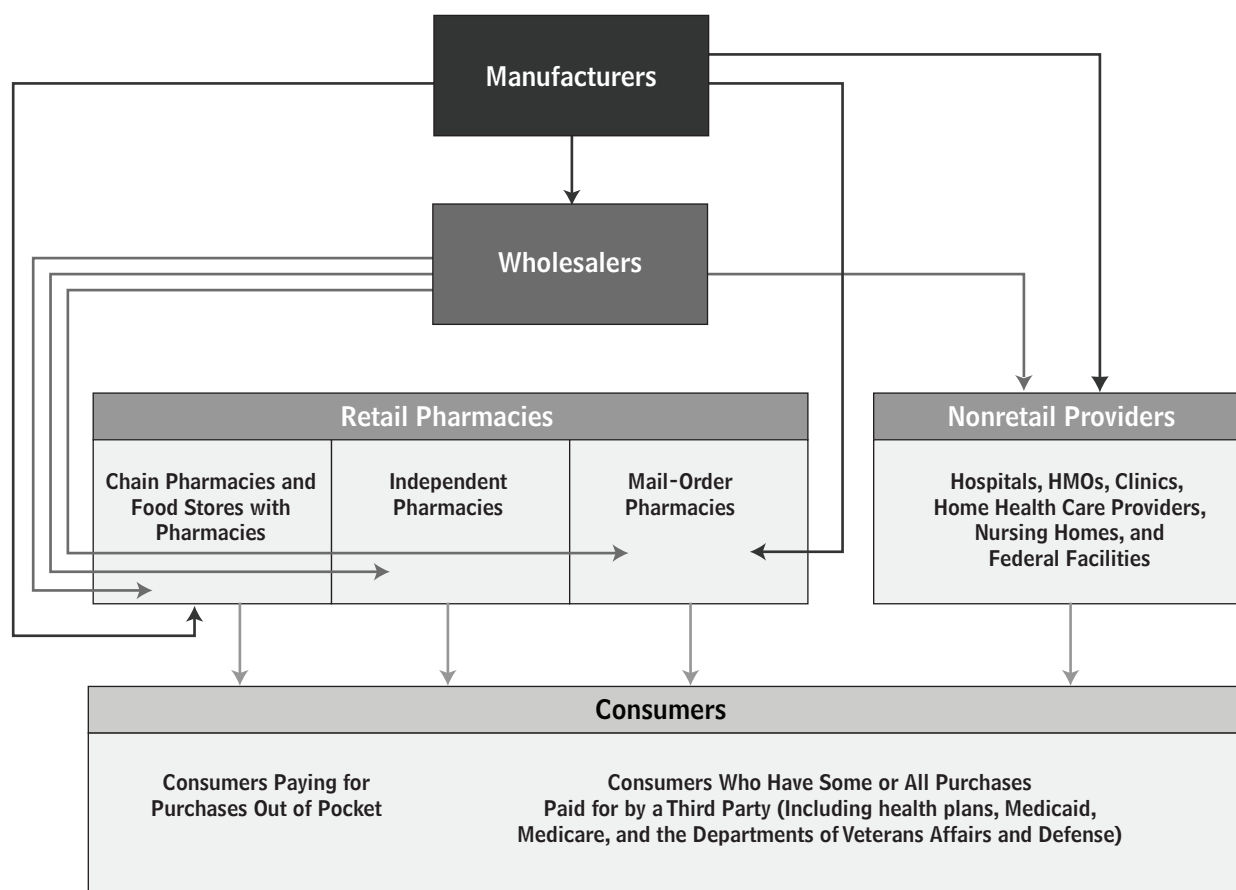 Manufacturers
Wholesalers
Retail Pharmacies
Chain Pharmacies and
Food Stores with
Pharmacies
Independent
Pharmacies
Mail-Order
Pharmacies
Nonretail Providers
Hospitals, HMOs, Clinics,
Home Health Care Providers,
Nursing Homes, and
Federal Facilities
Consumers
Consumers Paying for
Purchases Out of Pocket
Consumers Who Have Some or All Purchases
Paid for by a Third Party (Including health plans, Medicaid,
Medicare, and the Departments of Veterans Affairs and Defense)